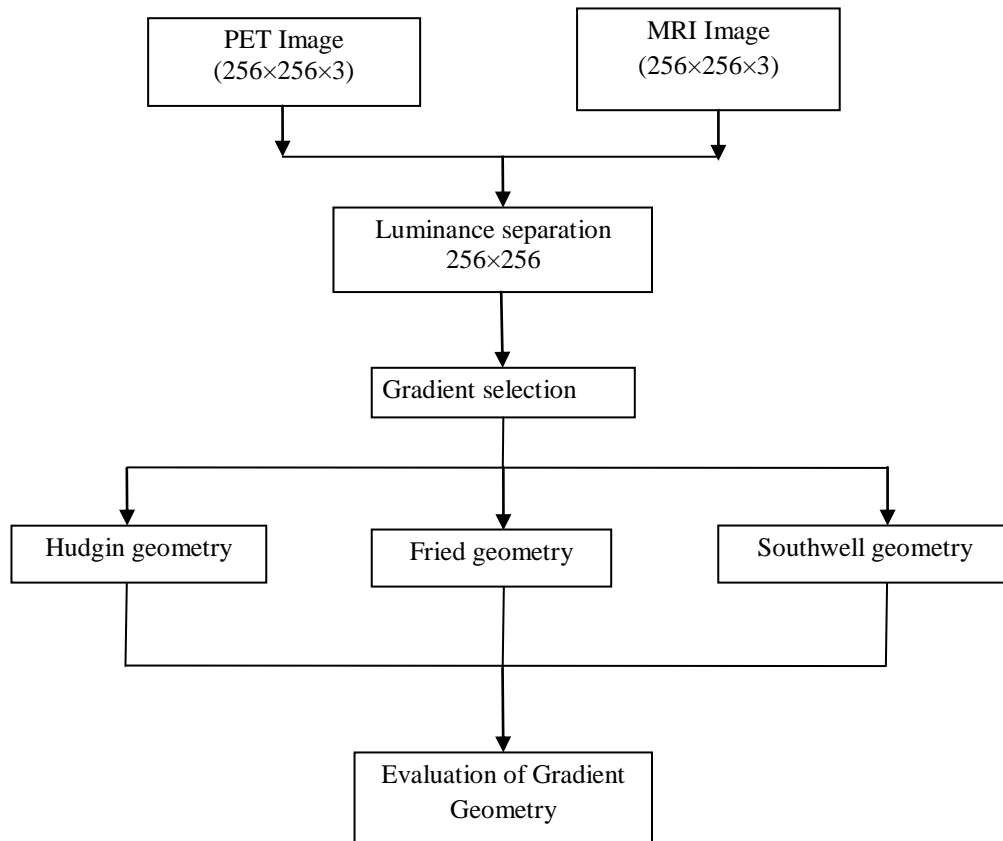 PET Image
(256×256×3)
MRI Image
(256×256×3)
Luminance separation
256×256
Gradient selection
Hudgin geometry
Fried geometry
Southwell geometry
Evaluation of Gradient
Geometry